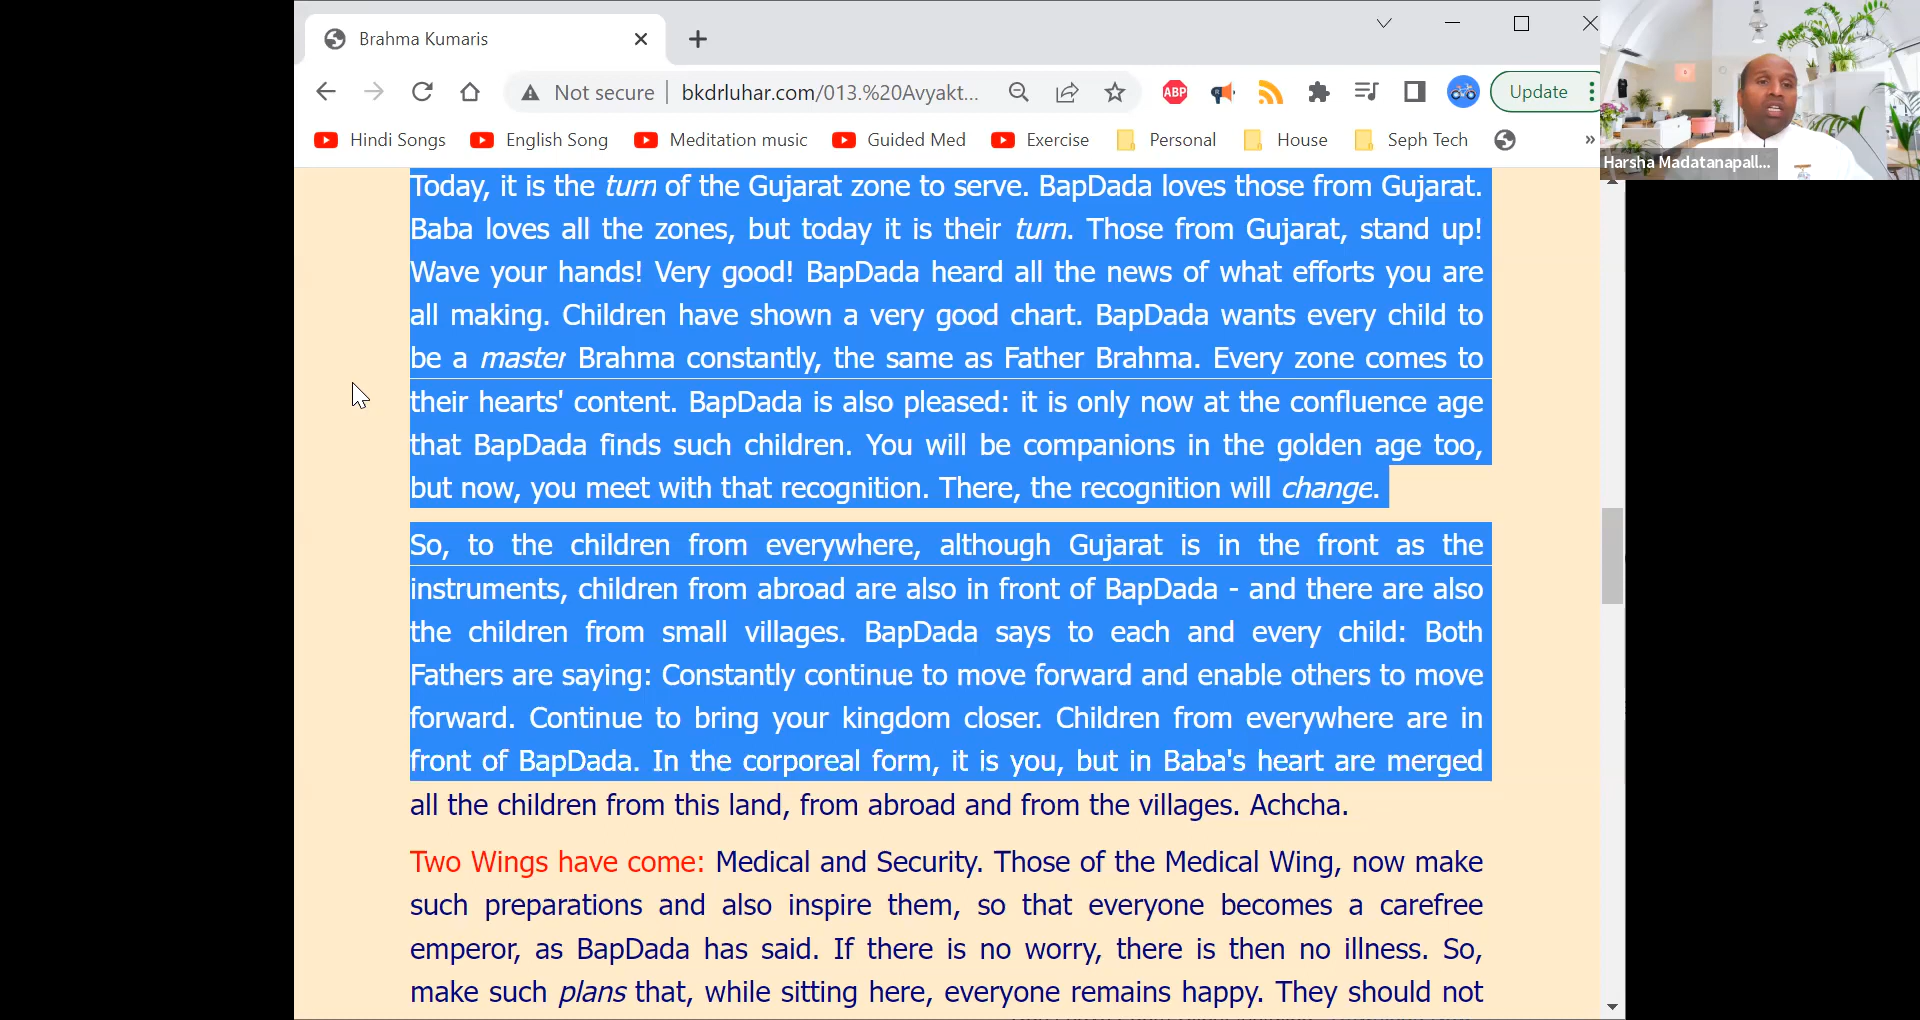 Brahma Kumaris
Not secure
bkdrluhar.com/013.%20Avyakt...
ABP
Update
Hindi Songs
English Song
Meditation music
Guided Med
Exercise
Personal
House
Seph Tech
»
Harsha Madatanapall...
Today, it is the turn of the Gujarat zone to serve. BapDada loves those from Gujarat.
Baba loves all the zones, but today it is their turn. Those from Gujarat, stand up!
Wave your hands! Very good! BapDada heard all the news of what efforts you are
all making. Children have shown a very good chart. BapDada wants every child to
be a master Brahma constantly, the same as Father Brahma. Every zone comes to
their hearts' content. BapDada is also pleased: it is only now at the confluence age
that BapDada finds such children. You will be companions in the golden age too,
but now, you meet with that recognition. There, the recognition will change.
So, to the children from everywhere, although Gujarat is in the front as the
instruments, children from abroad are also in front of BapDada - and there are also
the children from small villages. BapDada says to each and every child: Both
Fathers are saying: Constantly continue to move forward and enable others to move
forward. Continue to bring your kingdom closer. Children from everywhere are in
front of BapDada. In the corporeal form, it is you, but in Baba's heart are merged
all the children from this land, from abroad and from the villages. Achcha.
Two Wings have come: Medical and Security. Those of the Medical Wing, now make
such preparations and also inspire them, so that everyone becomes a carefree
emperor, as BapDada has said. If there is no worry, there is then no illness. So,
make such plans that, while sitting here, everyone remains happy. They should not